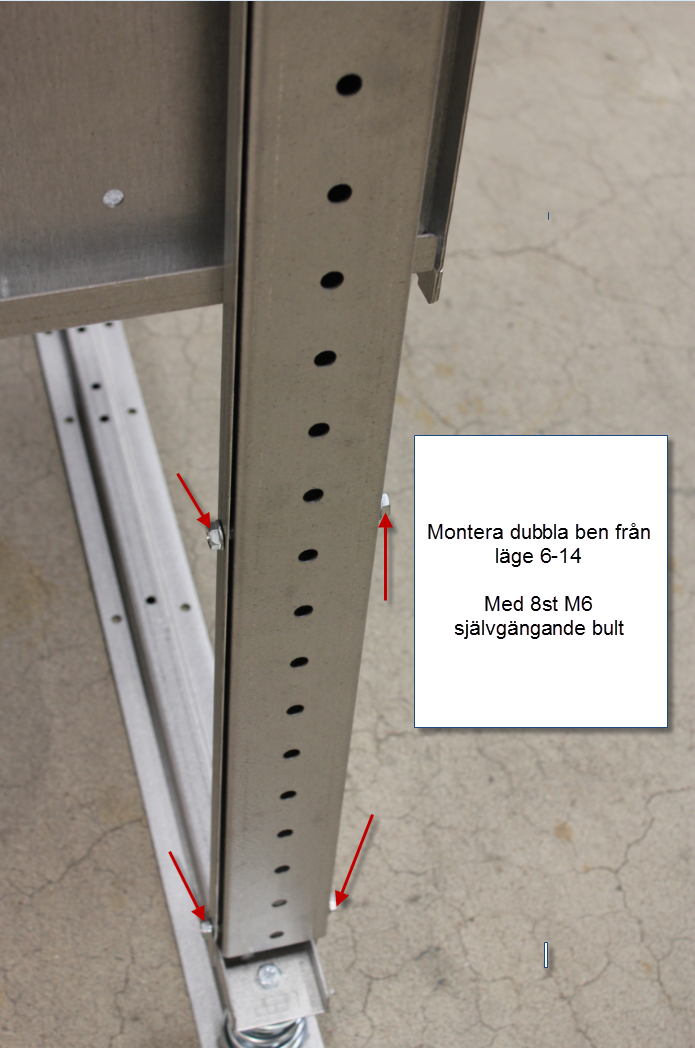 Montera dubbla ben från
läge 6-14
Med 8st M6
självgängande bult